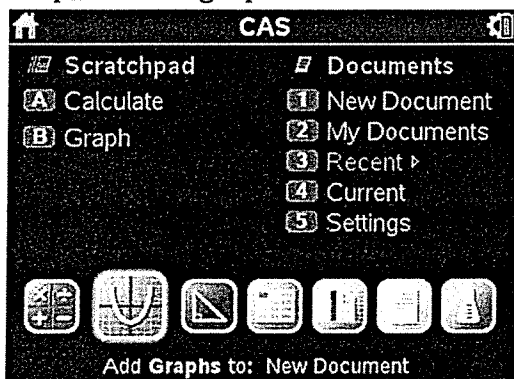 CAS
Scratchpad
A Calculate
B Graph
Documents
1 New Document
2 My Documents
3 Recent ▹
4 Current
5 Settings
Add Graphs to: New Document